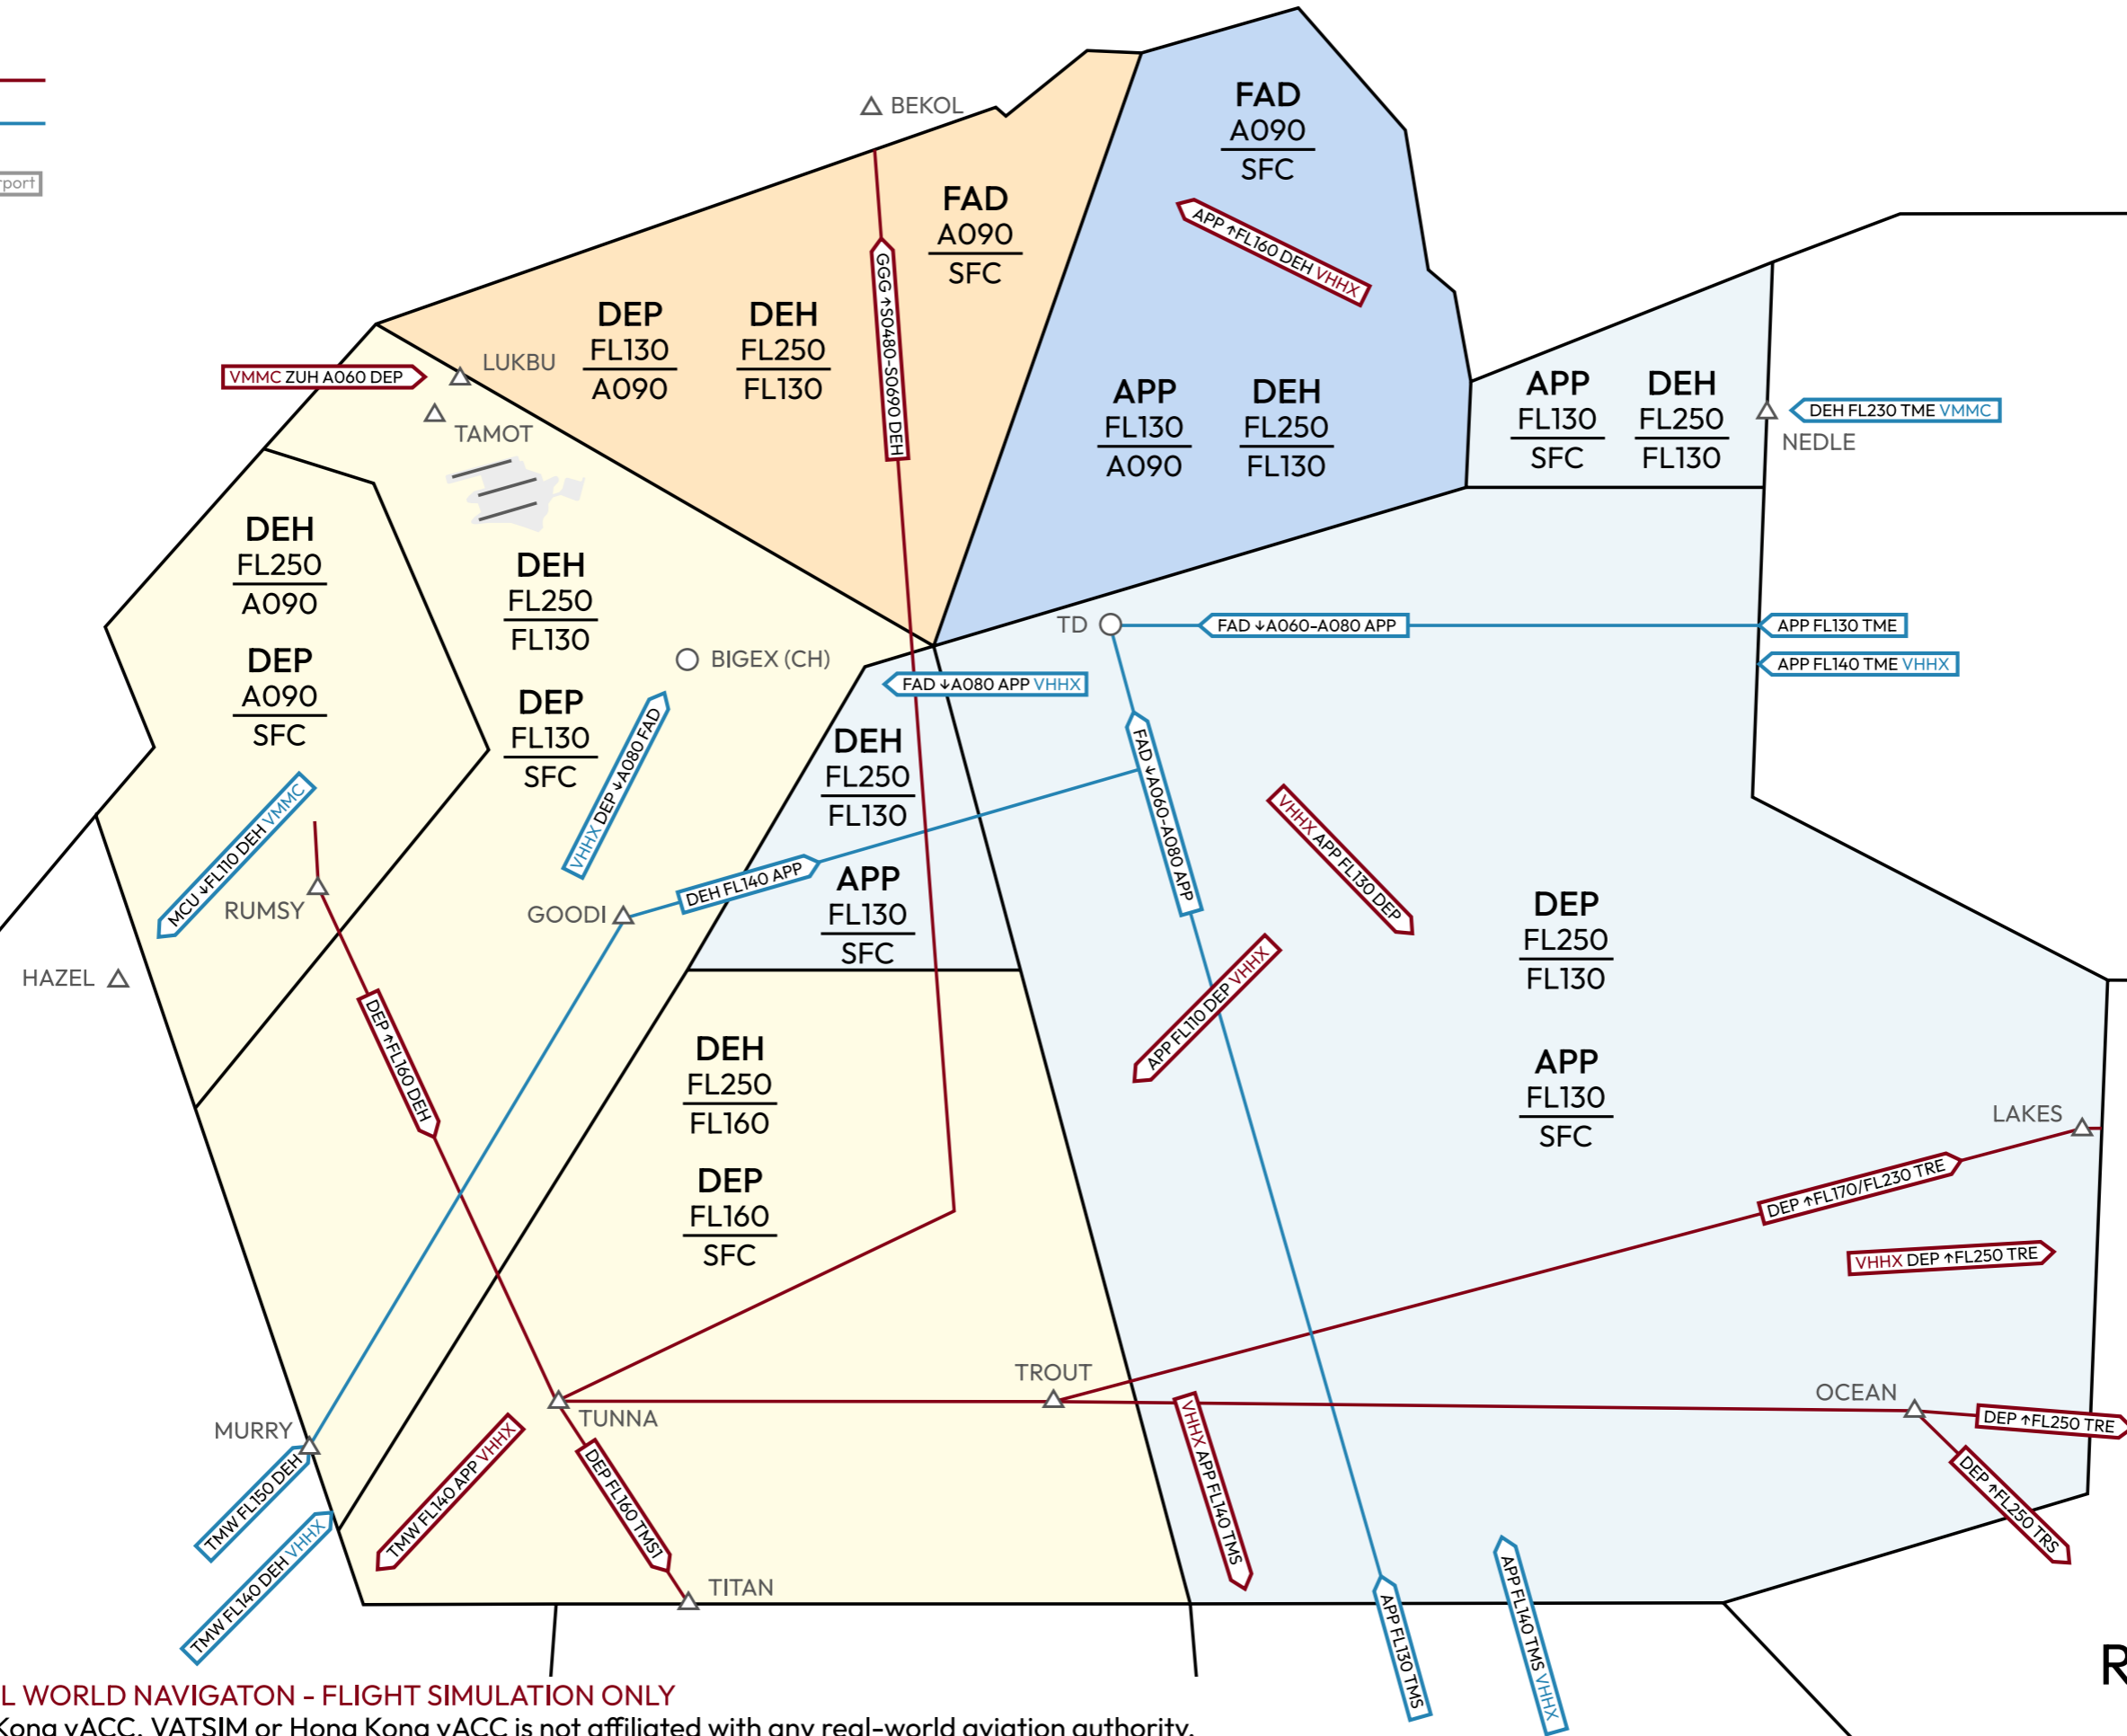 rport
BEKOL
FAD
A090
SFC
APP ↑FL160 DEH VHHX
FAD
A090
SFC
GGG ↑S0480-S0690 DEH
DEP
FL130
A090
DEH
FL250
FL130
VMMC ZUH A060 DEP
LUKBU
TAMOT
APP
FL130
A090
DEH
FL250
FL130
APP
FL130
SFC
DEH
FL250
FL130
DEH FL230 TME VMMC
NEDLE
DEH
FL250
A090
DEP
A090
SFC
DEH
FL250
FL130
DEP
FL130
SFC
BIGEX (CH)
TD
FAD ↓A060-A080 APP
APP FL130 TME
APP FL140 TME VHHX
FAD ↓A080 APP VHHX
VHHX DEP ↓A080 FAD
DEH
FL250
FL130
APP
FL130
SFC
FAD ↓A060-A080 APP
MCU ↓FL110 DEH VMMC
RUMSY
GOODI
DEH FL140 APP
VHHX APP FL130 DEP
APP FL110 DEP VHHX
DEP
FL250
FL130
APP
FL130
SFC
HAZEL
DEP ↑FL160 DEH
DEH
FL250
FL160
DEP
FL160
SFC
LAKES
DEP ↑FL170/FL230 TRE
VHHX DEP ↑FL250 TRE
TROUT
OCEAN
DEP ↑FL250 TRE
DEP ↑FL250 TRS
MURRY
TUNNA
TMW FL150 DEH
TMW FL140 DEH VHHX
TMW FL140 APP VHHX
DEP FL160 TMS1
TITAN
VHHX APP FL140 TMS
APP FL130 TMS
APP FL140 TMS VHHX
R
L WORLD NAVIGATON - FLIGHT SIMULATION ONLY
Kong vACC. VATSIM or Hong Kong vACC is not affiliated with any real-world aviation authority.